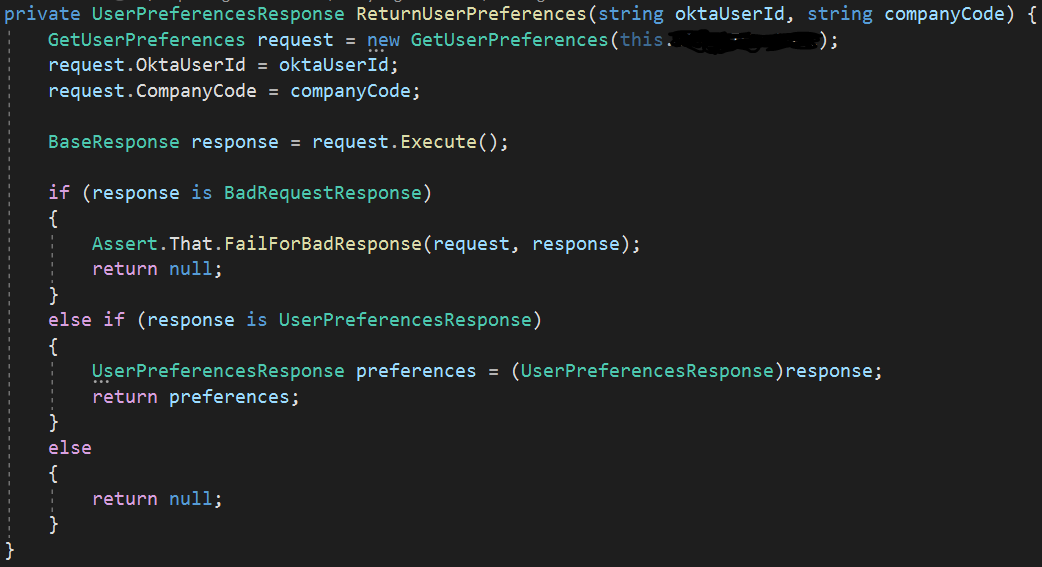 private UserPreferencesResponse ReturnUserPreferences(string oktaUserId, string companyCode) {
GetUserPreferences request = new GetUserPreferences(this. );
request.OktaUserId = oktaUserId;
request.CompanyCode = companyCode;
BaseResponse response = request.Execute();
if (response is BadRequestResponse)
{
Assert.That.FailForBadResponse(request, response);
return null;
}
else if (response is UserPreferencesResponse)
{
UserPreferencesResponse preferences = (UserPreferencesResponse)response;
return preferences;
}
else
{
return null;
}
}